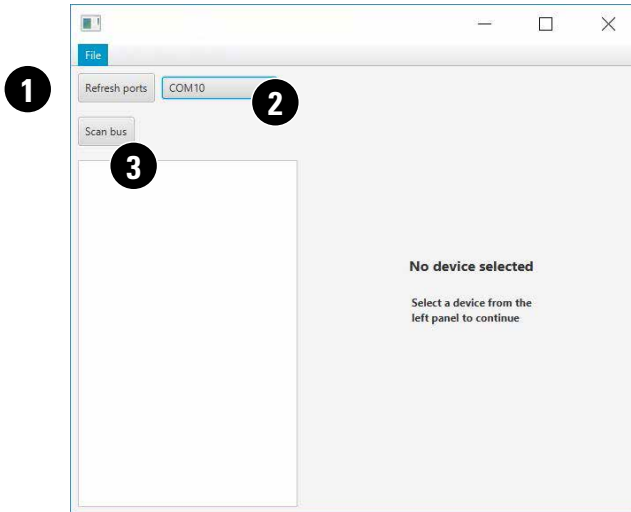 File
1
Refresh ports
COM10
2
Scan bus
3
No device selected
Select a device from the
left panel to continue